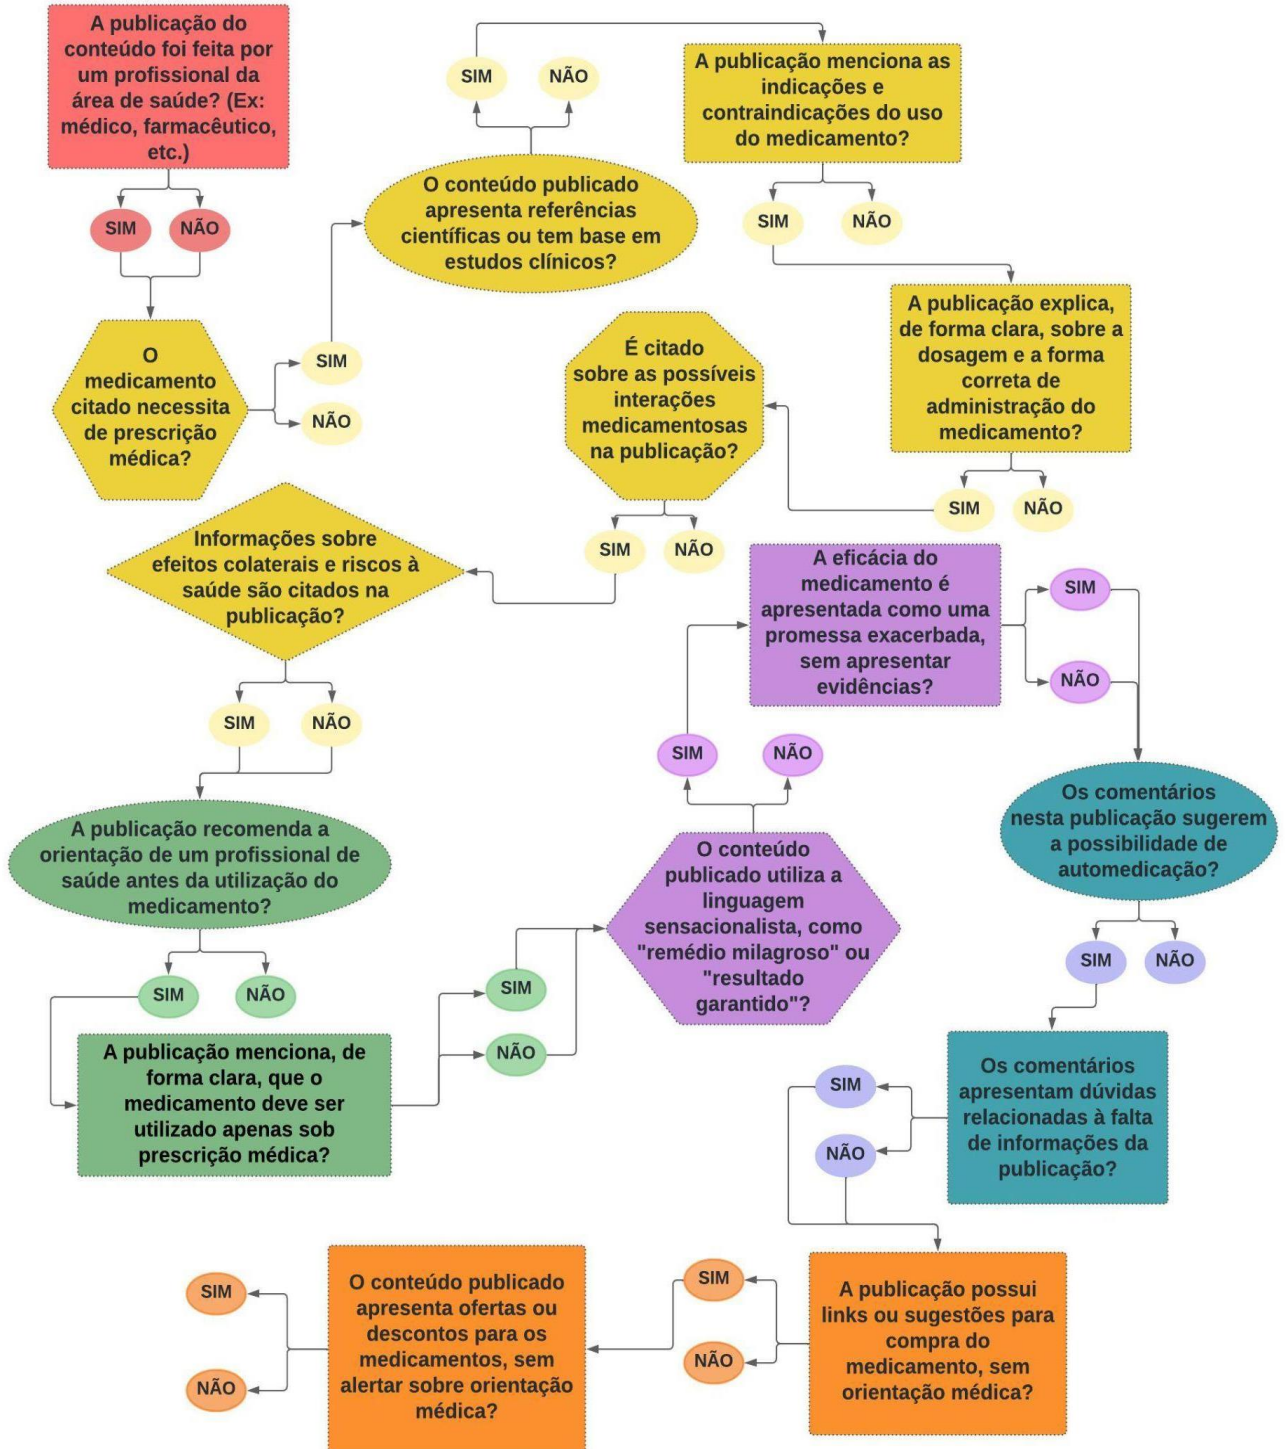 A publicação do
conteúdo foi feita por
um profissional da
área de saúde? (Ex:
médico, farmacêutico,
etc.)
SIM
NÃO
O
medicamento
citado necessita
de prescrição
médica?
SIM
NÃO
O conteúdo publicado
apresenta referências
científicas ou tem base em
estudos clínicos?
SIM
NÃO
A publicação menciona as
indicações e
contraindicações do uso
do medicamento?
SIM
NÃO
A publicação explica,
de forma clara, sobre a
dosagem e a forma
correta de
administração do
medicamento?
SIM
NÃO
É citado
sobre as possíveis
interações
medicamentosas
na publicação?
SIM
NÃO
Informações sobre
efeitos colaterais e riscos à
saúde são citados na
publicação?
SIM
NÃO
A publicação recomenda a
orientação de um profissional de
saúde antes da utilização do
medicamento?
SIM
NÃO
A publicação menciona, de
forma clara, que o
medicamento deve ser
utilizado apenas sob
prescrição médica?
SIM
NÃO
O conteúdo
publicado utiliza a
linguagem
sensacionalista, como
"remédio milagroso" ou
"resultado
garantido"?
SIM
NÃO
A eficácia do
medicamento é
apresentada como uma
promessa exacerbada,
sem apresentar
evidências?
SIM
NÃO
Os comentários
nesta publicação sugerem
a possibilidade de
automedicação?
SIM
NÃO
Os comentários
apresentam dúvidas
relacionadas à falta
de informações da
publicação?
SIM
NÃO
A publicação possui
links ou sugestões para
compra do
medicamento, sem
orientação médica?
SIM
NÃO
O conteúdo publicado
apresenta ofertas ou
descontos para os
medicamentos, sem
alertar sobre orientação
médica?
SIM
NÃO